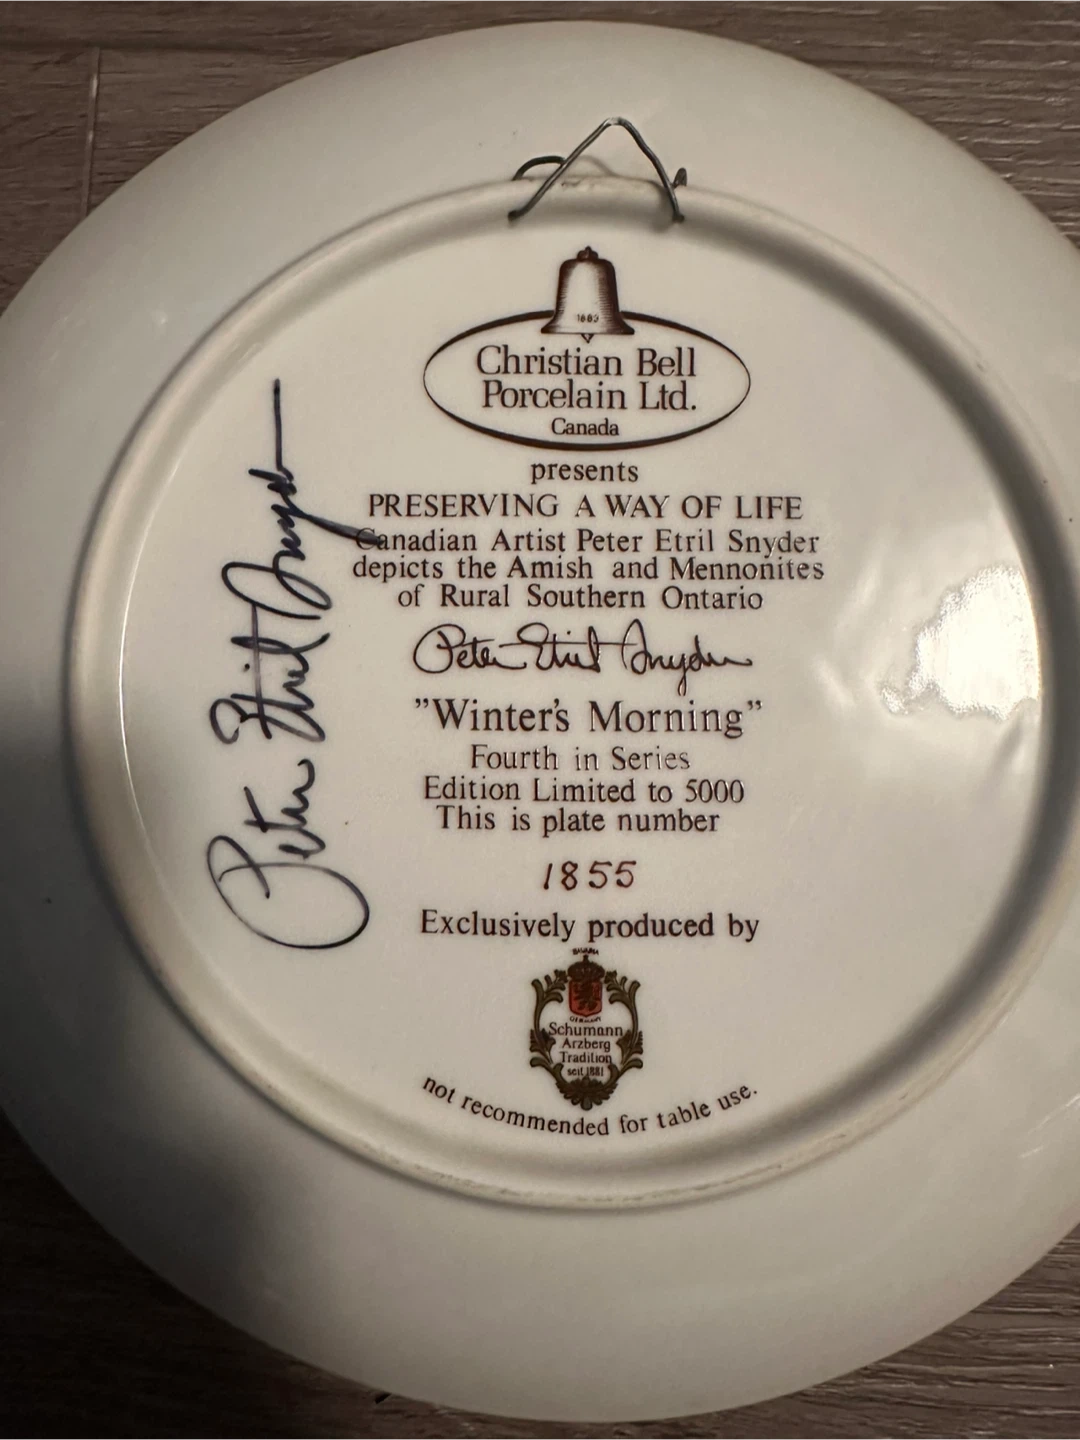 1882
Christian Bell
Porcelain Ltd.
Canada
presents
PRESERVING A WAY OF LIFE
Canadian Artist Peter Etril Snyder
depicts the Amish and Mennonites
of Rural Southern Ontario
Peter Etril Snyder
"Winter's Morning"
Fourth in Series
Edition Limited to 5000
This is plate number
1855
Exclusively produced by
BAVARIA
GERMANY
Schumann
Arzberg
Tradition
seit 1881
not recommended for table use.
Peter Etril Snyder